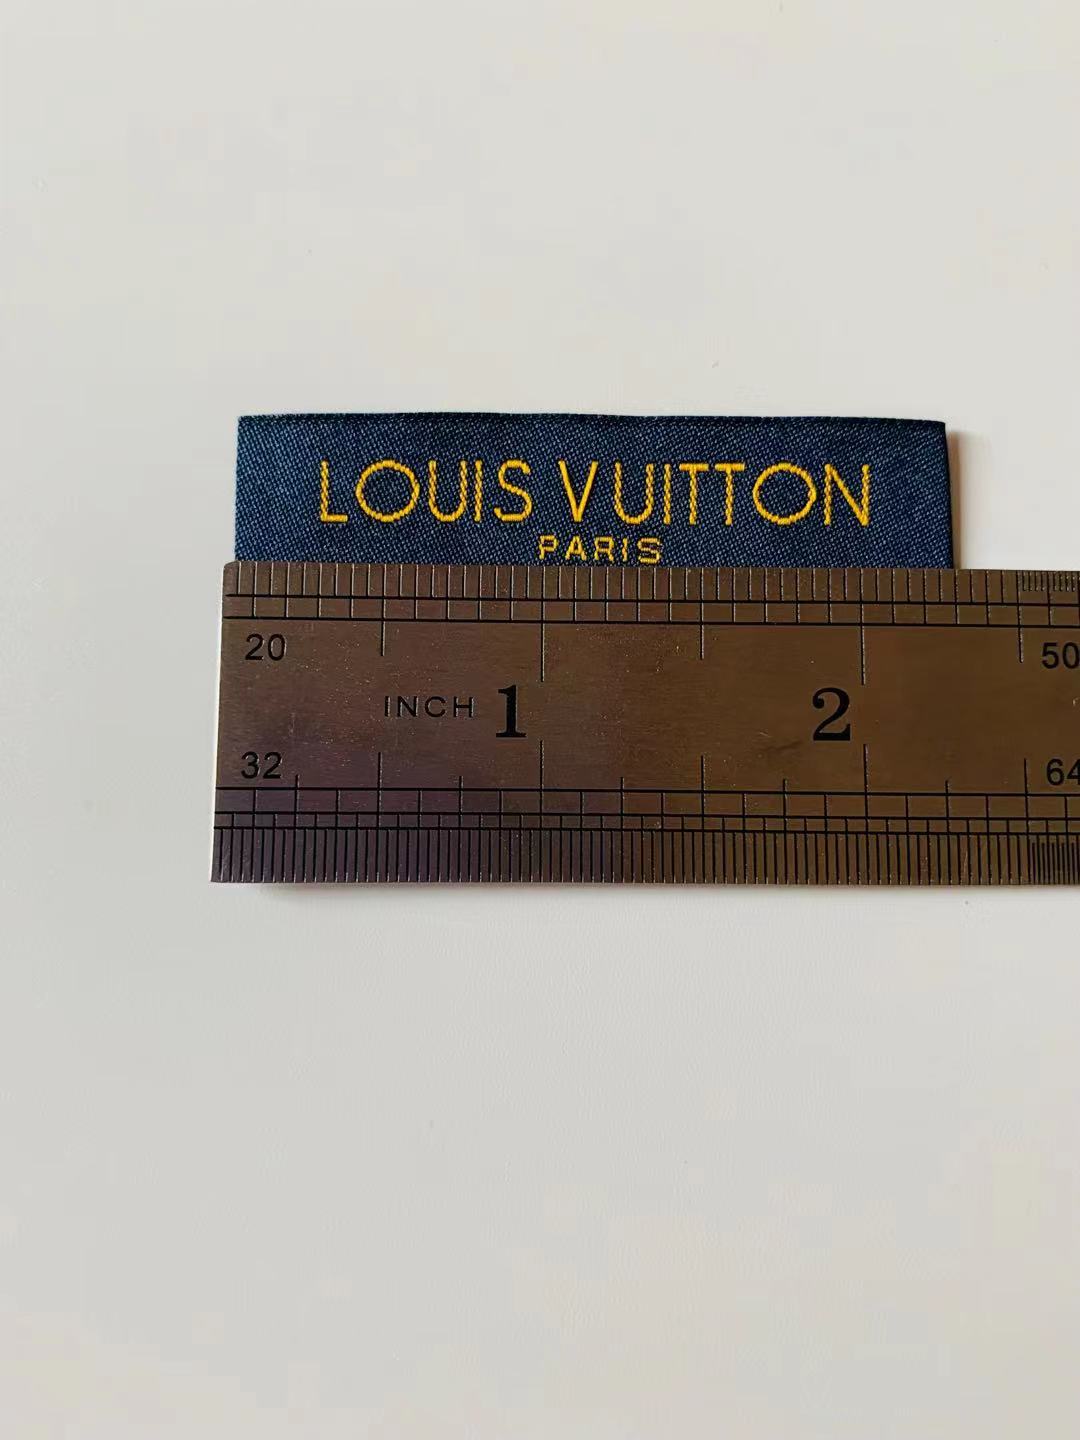 LOUIS VUITTON
PARIS
20 50
INCH 1 2
32 64